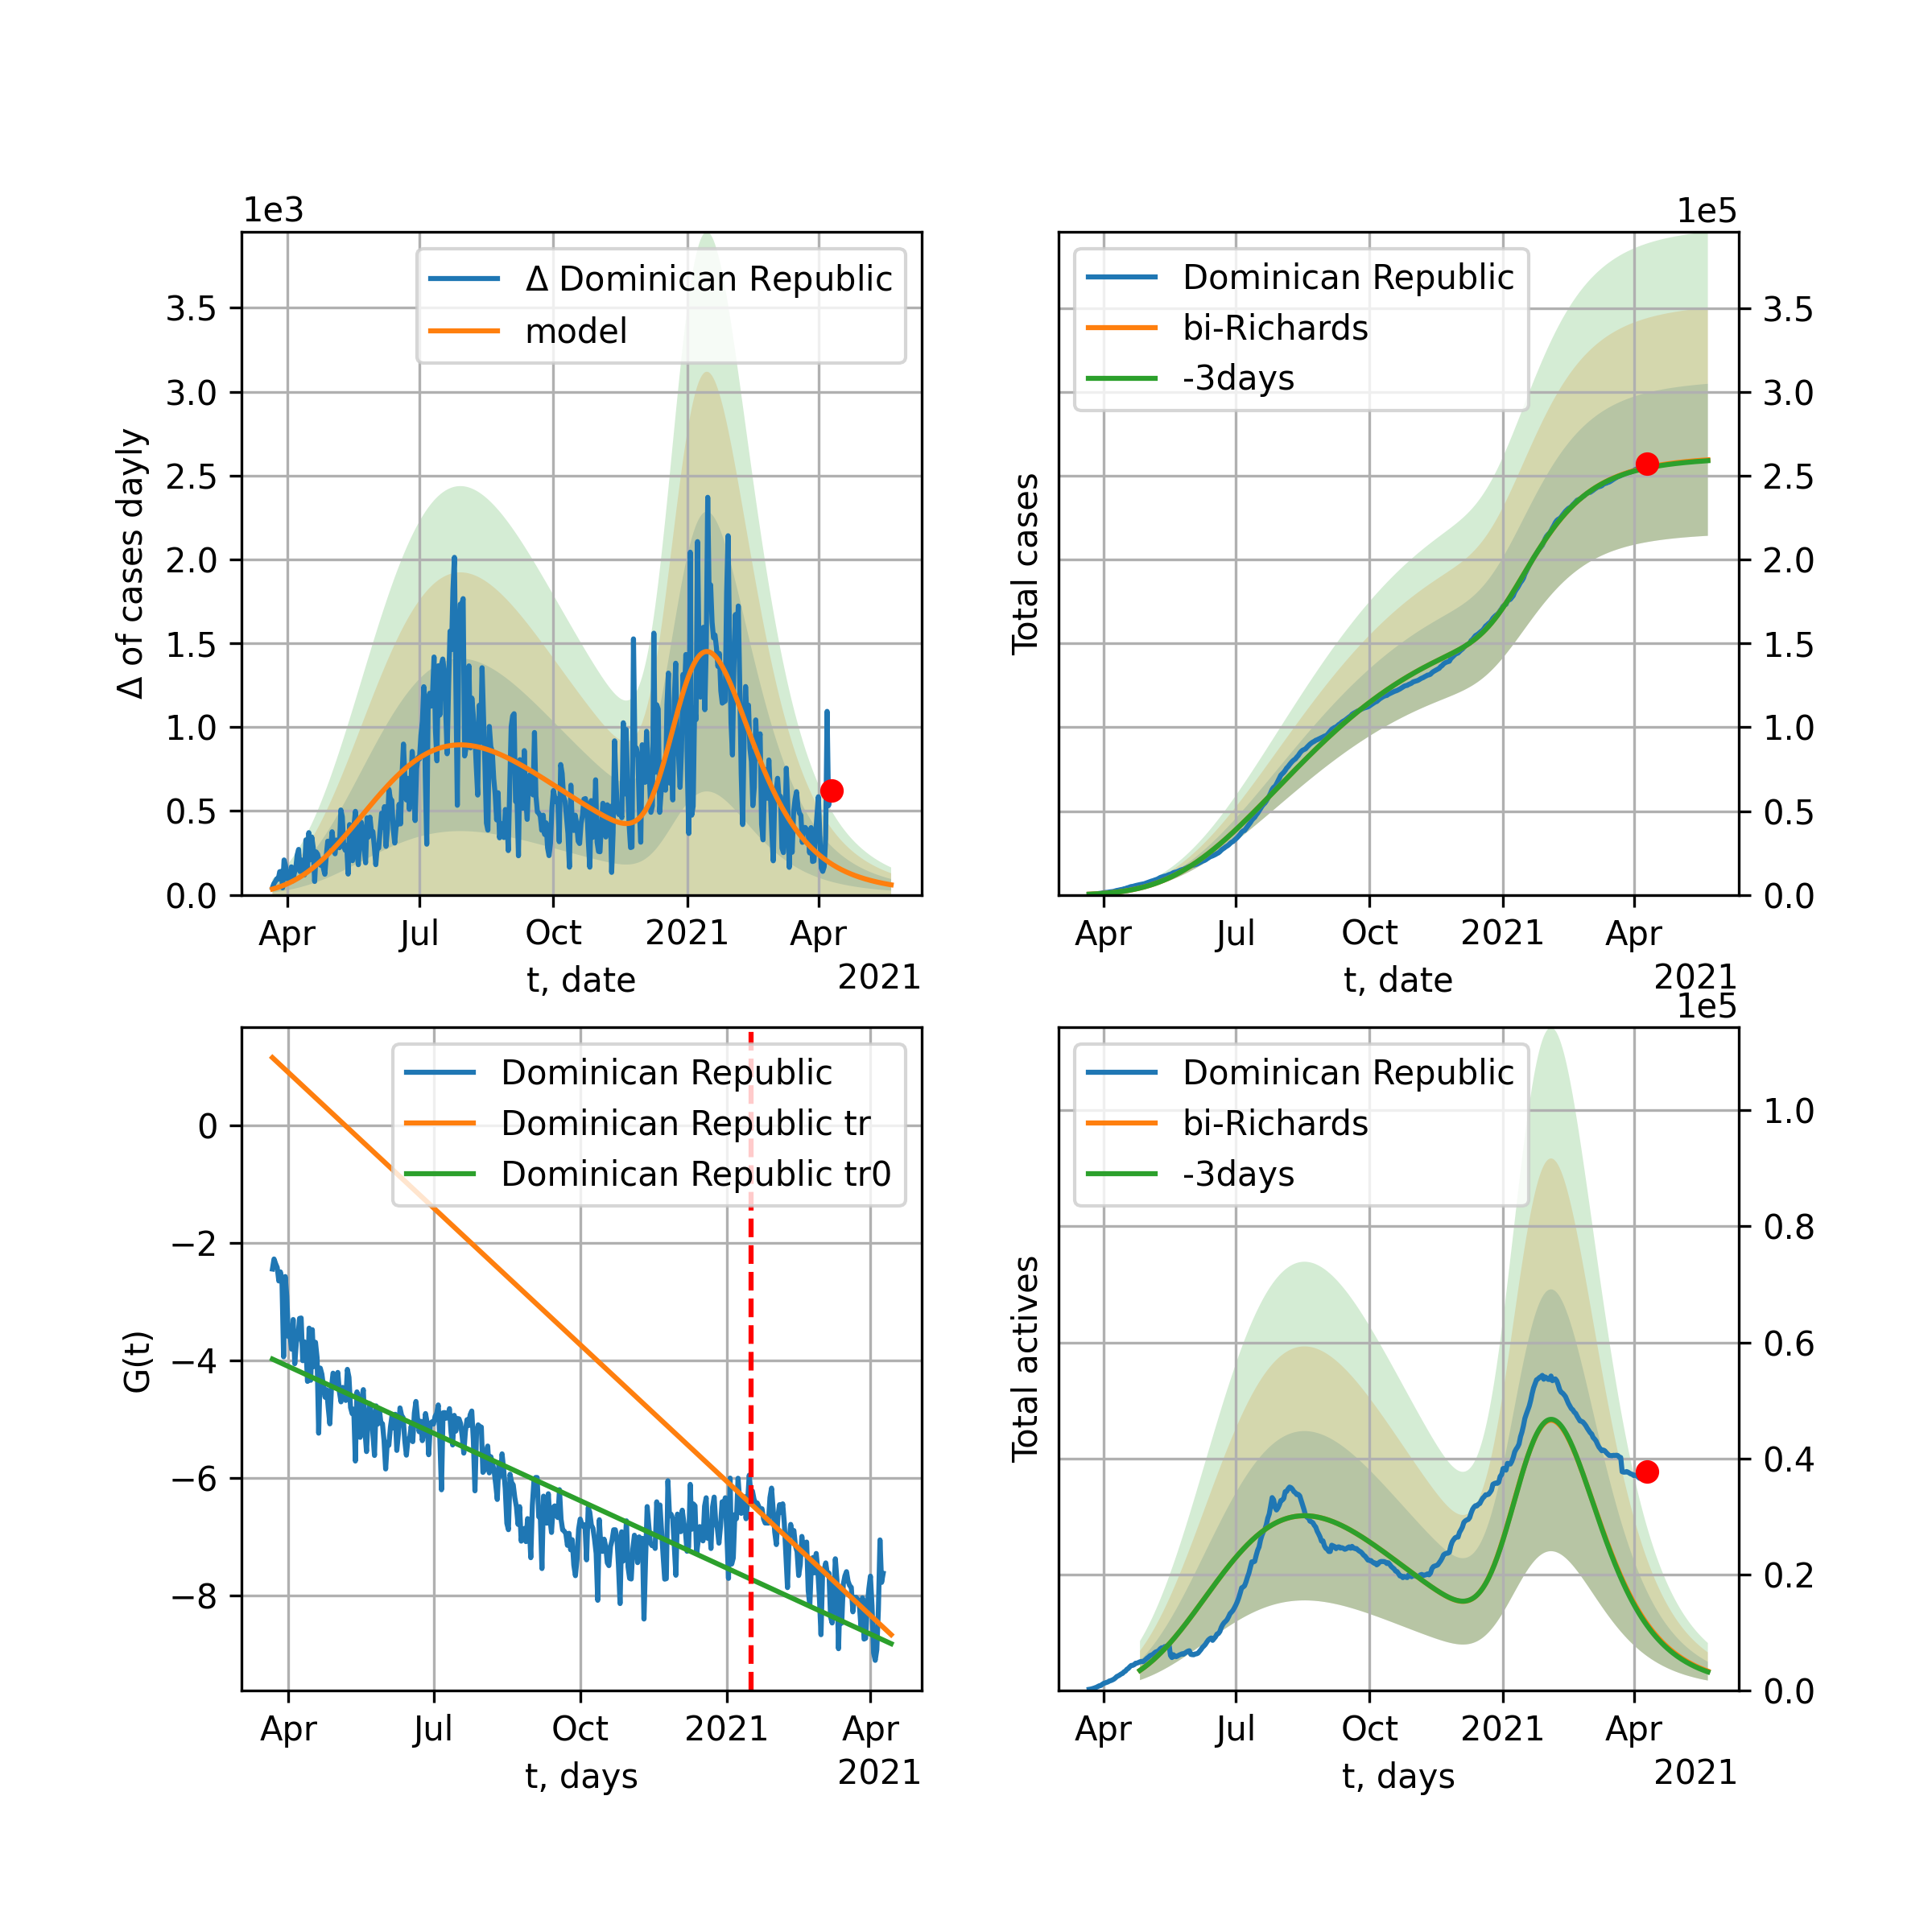 1e3
Δ Dominican Republic
model
3.5
3.0
2.5
2.0
1.5
1.0
0.5
0.0
Δ of cases dayly
Apr Jul Oct 2021 Apr
t, date
2021
1e5
Dominican Republic
bi-Richards
-3days
Total cases
3.5
3.0
2.5
2.0
1.5
1.0
0.5
0.0
Apr Jul Oct 2021 Apr
t, date
2021
Dominican Republic
Dominican Republic tr
Dominican Republic tr0
0
−2
−4
−6
−8
G(t)
Apr Jul Oct 2021 Apr
t, days
2021
1e5
Dominican Republic
bi-Richards
-3days
Total actives
1.0
0.8
0.6
0.4
0.2
0.0
Apr Jul Oct 2021 Apr
t, days
2021